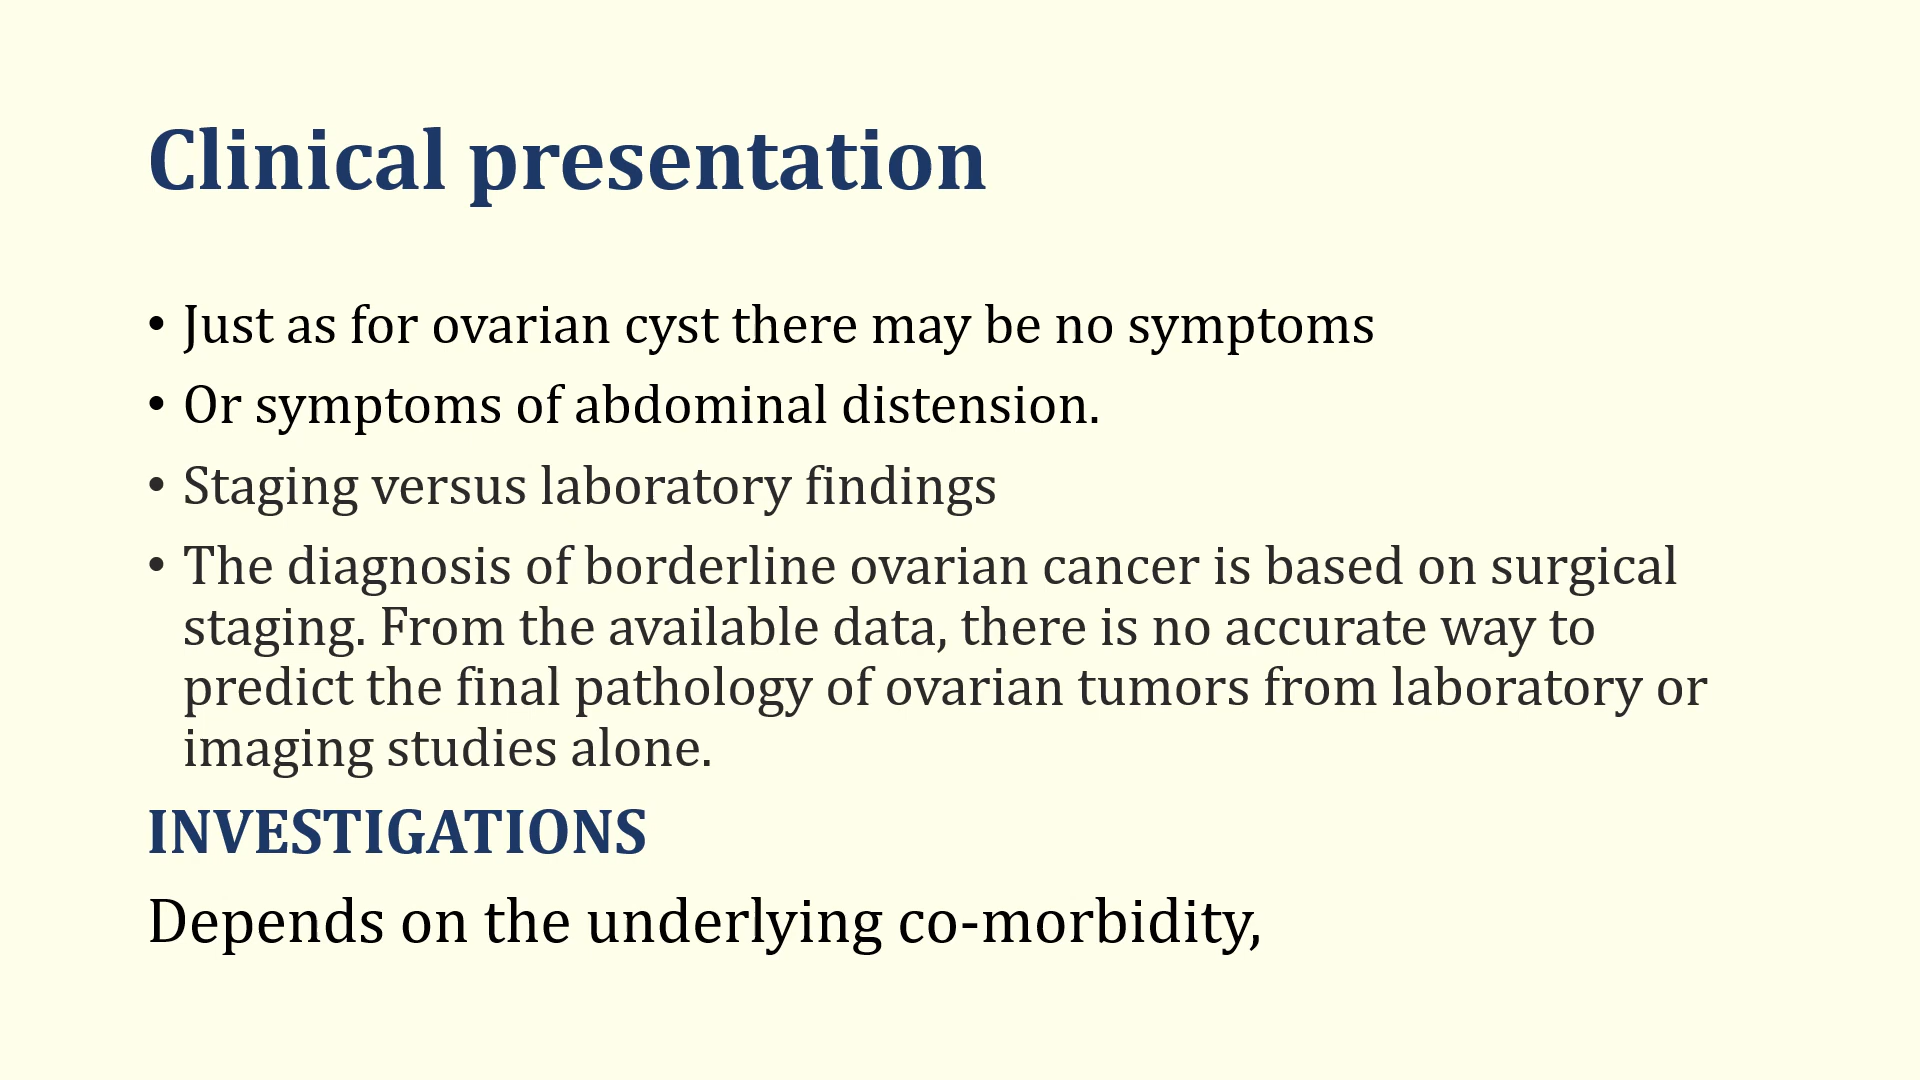 Clinical presentation
• Just as for ovarian cyst there may be no symptoms
• Or symptoms of abdominal distension.
• Staging versus laboratory findings
• The diagnosis of borderline ovarian cancer is based on surgical
staging. From the available data, there is no accurate way to
predict the final pathology of ovarian tumors from laboratory or
imaging studies alone.
INVESTIGATIONS
Depends on the underlying co-morbidity,